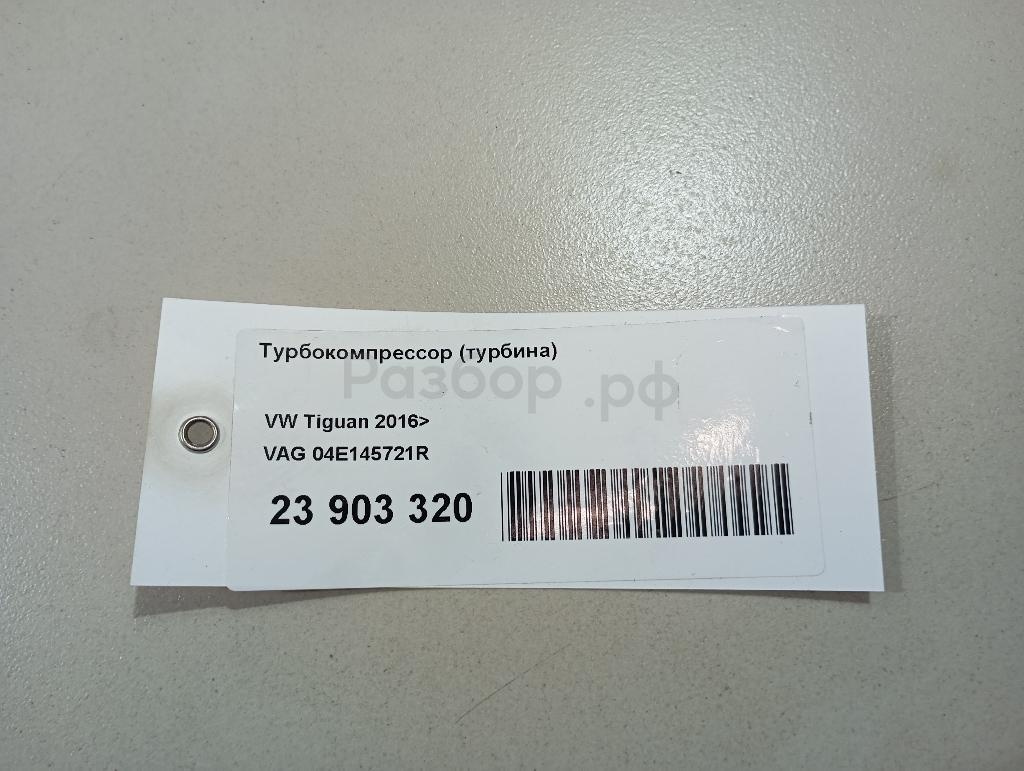 Турбокомпрессор (турбина)
Разбор.рф
VW Tiguan 2016>
VAG 04E145721R
23 903 320